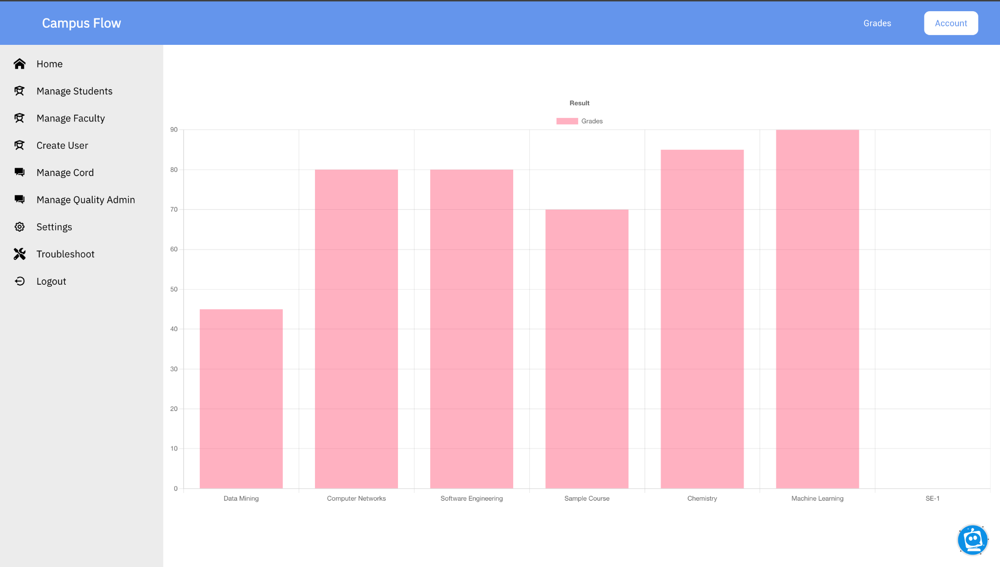 Campus Flow
Grades
Account
Home
Manage Students
Manage Faculty
Create User
Manage Cord
Manage Quality Admin
Settings
Troubleshoot
Logout
Result
Grades
90
80
70
60
50
40
30
20
10
0
Data Mining
Computer Networks
Software Engineering
Sample Course
Chemistry
Machine Learning
SE-1